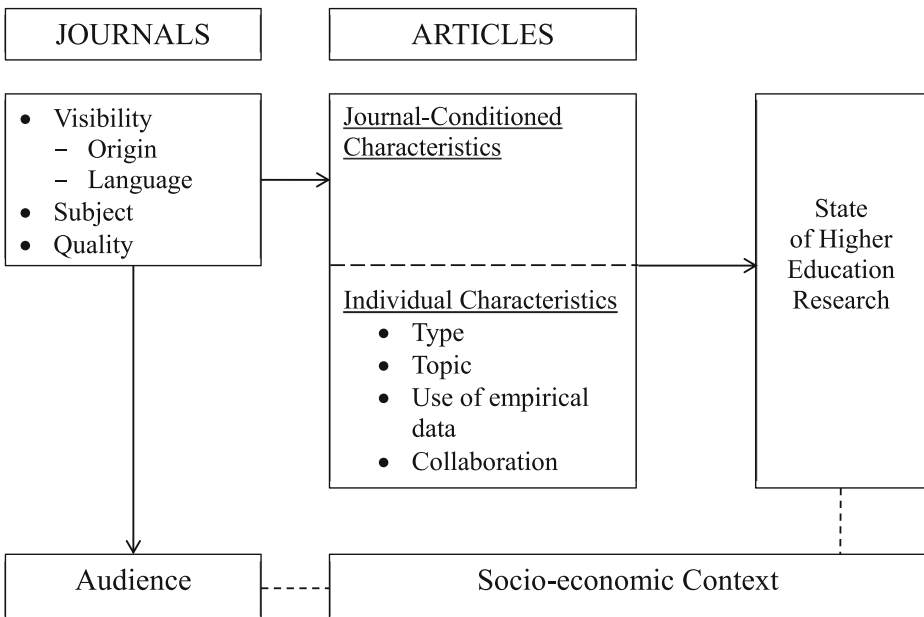 JOURNALS
ARTICLES
• Visibility
– Origin
– Language
• Subject
• Quality
Journal-Conditioned
Characteristics
Individual Characteristics
• Type
• Topic
• Use of empirical
data
• Collaboration
State
of Higher
Education
Research
Audience
Socio-economic Context